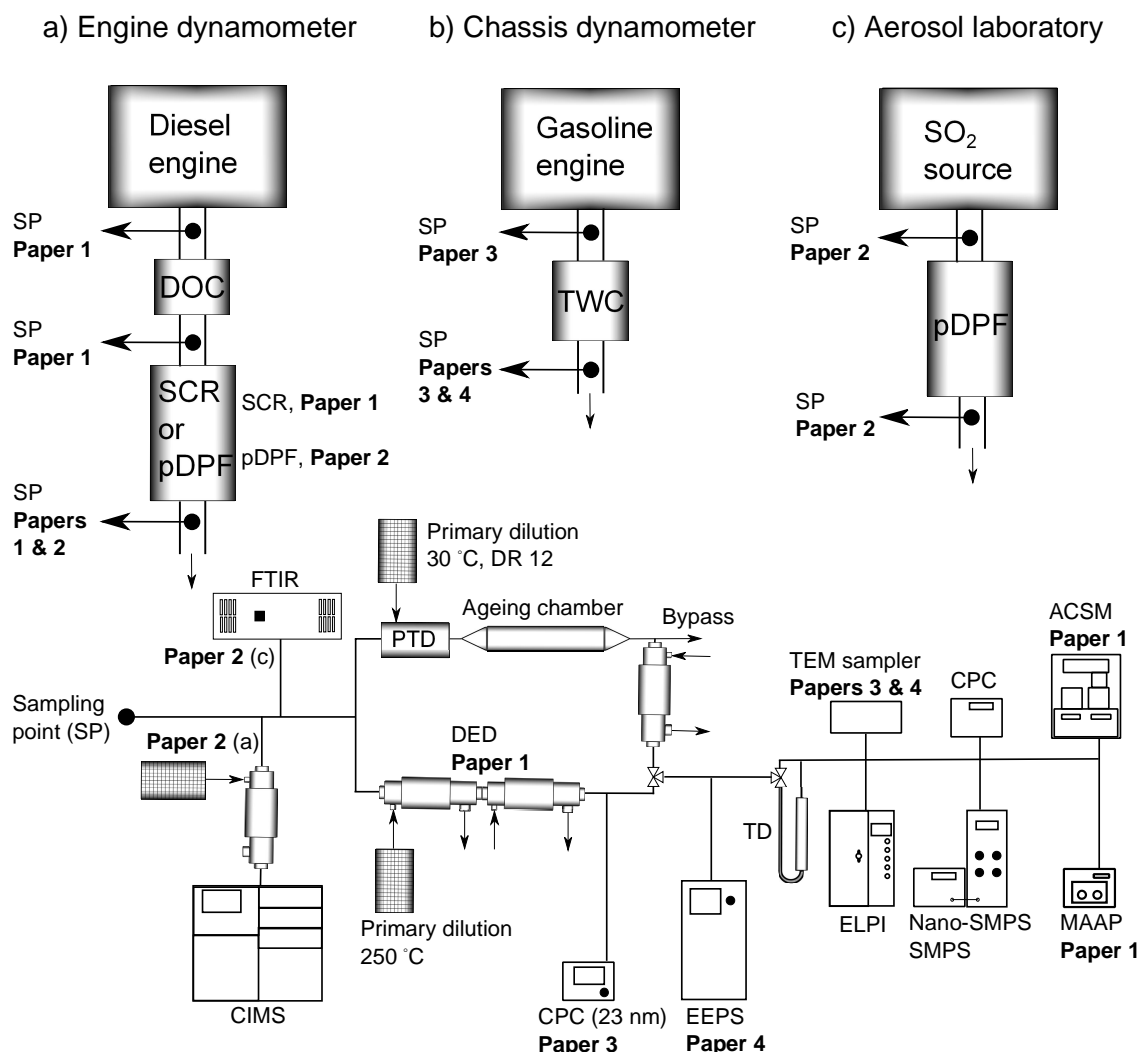 a) Engine dynamometer
b) Chassis dynamometer
c) Aerosol laboratory
Diesel
engine
SP
Paper 1
DOC
SP
Paper 1
SCR
or
pDPF
SCR, Paper 1
pDPF, Paper 2
SP
Papers
1 & 2
Gasoline
engine
SP
Paper 3
TWC
SP
Papers
3 & 4
SO₂
source
SP
Paper 2
pDPF
SP
Paper 2
Primary dilution
30 °C, DR 12
FTIR
PTD
Ageing chamber
Bypass
Paper 2 (c)
Sampling
point (SP)
Paper 2 (a)
CIMS
DED
Paper 1
Primary dilution
250 °C
CPC (23 nm)
Paper 3
EEPS
Paper 4
TD
TEM sampler
Papers 3 & 4
CPC
ACSM
Paper 1
ELPI
Nano-SMPS
SMPS
MAAP
Paper 1